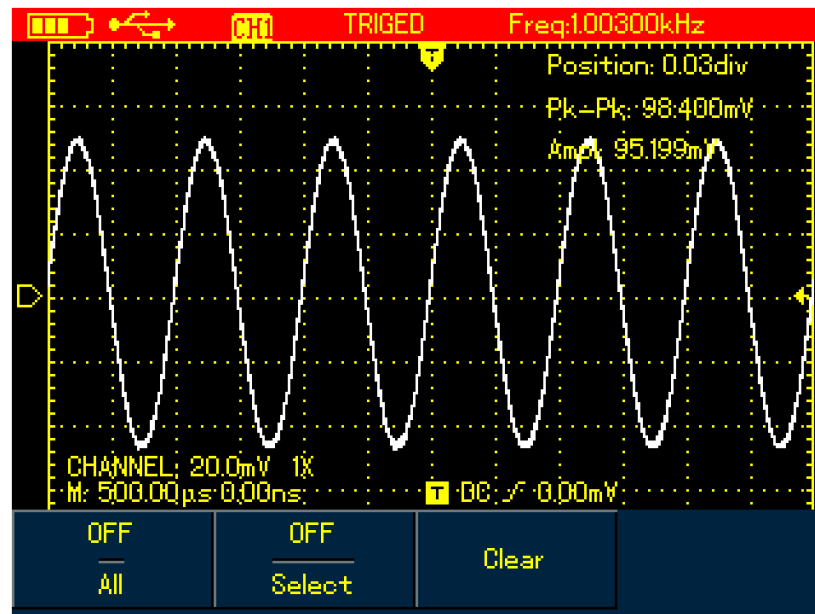 CH1 TRIGED Freq:1.00300kHz
T
Position: 0.03div
Pk-Pk: 98.400mV
Ampl: 95.199mV
CHANNEL: 20.0mV 1X
M: 500.00µs 0.00ns T DC 0.00mV
OFF OFF Clear
All Select